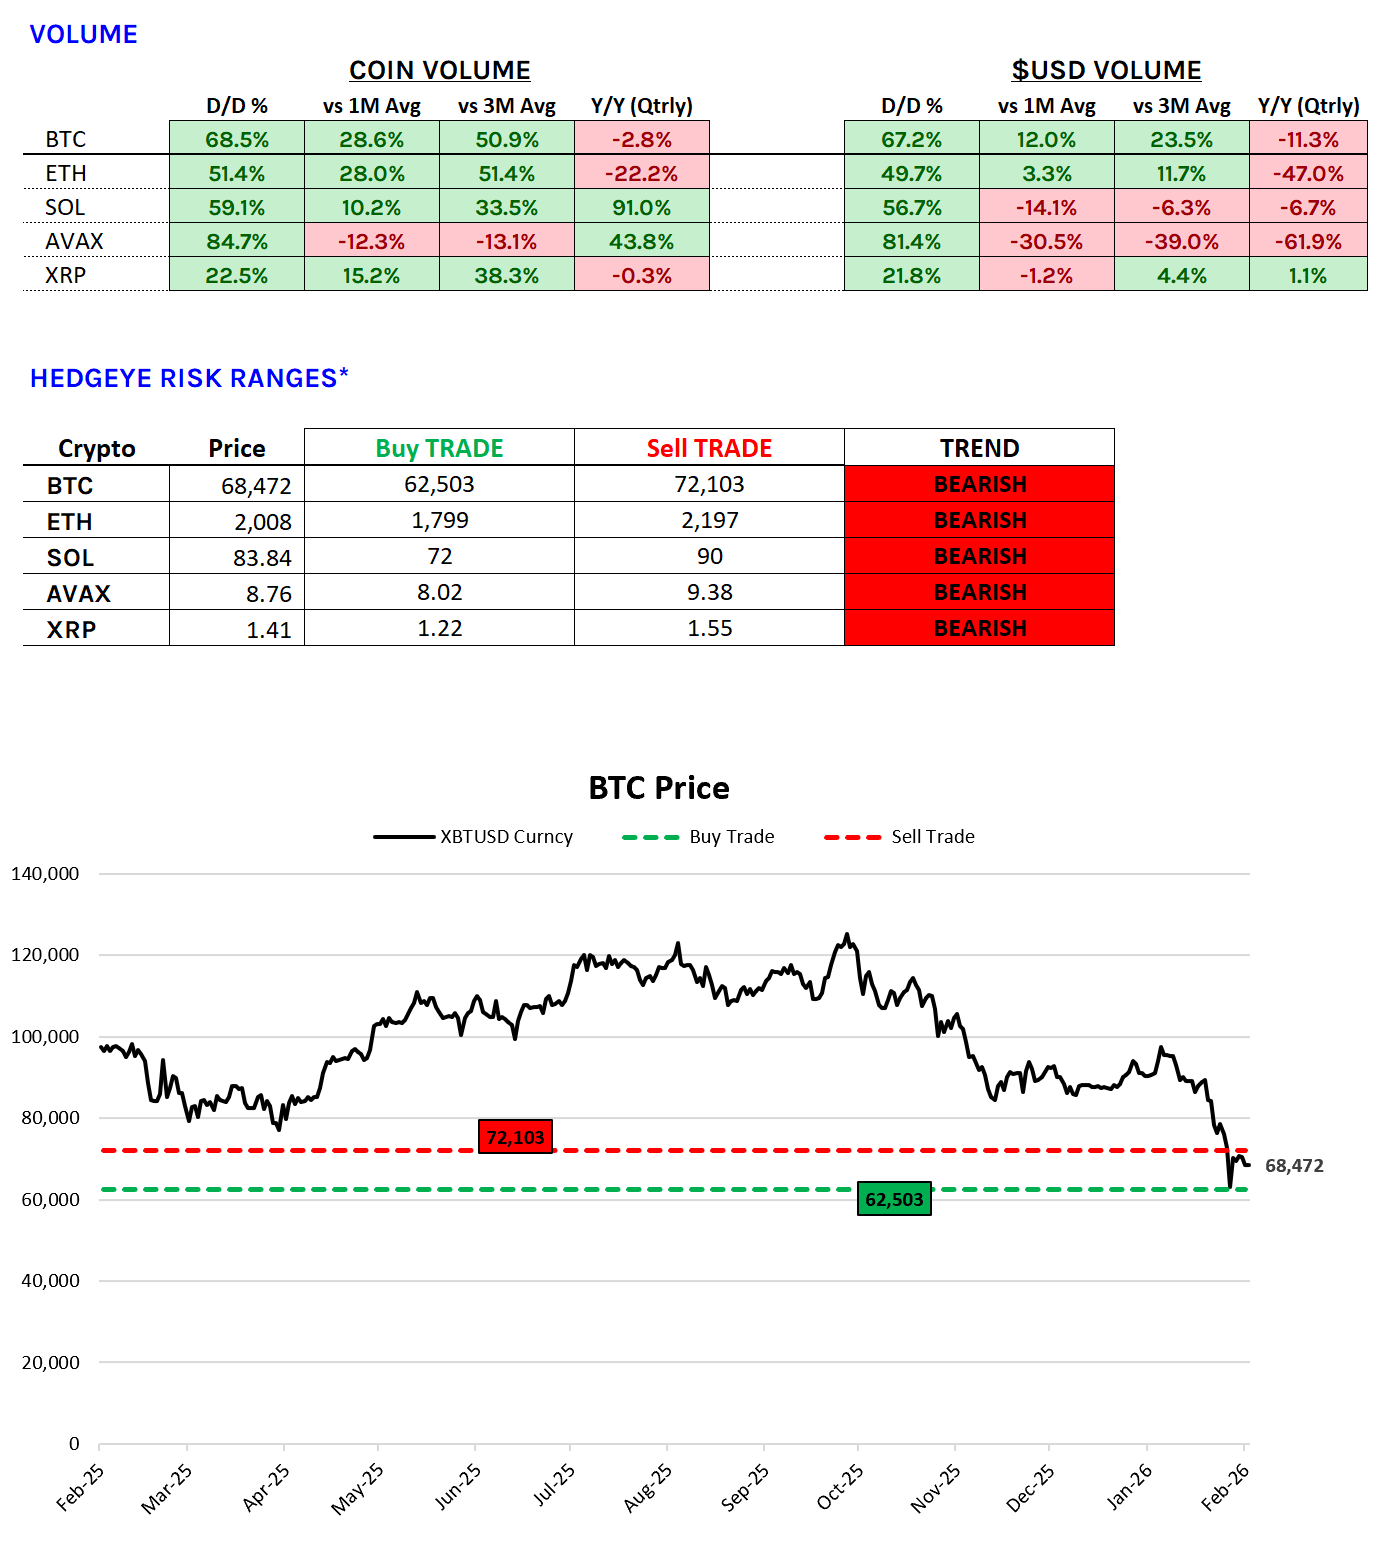 VOLUME
COIN VOLUME $USD VOLUME
D/D % vs 1M Avg vs 3M Avg Y/Y (Qtrly) D/D % vs 1M Avg vs 3M Avg Y/Y (Qtrly)
BTC 68.5% 28.6% 50.9% -2.8% 67.2% 12.0% 23.5% -11.3%
ETH 51.4% 28.0% 51.4% -22.2% 49.7% 3.3% 11.7% -47.0%
SOL 59.1% 10.2% 33.5% 91.0% 56.7% -14.1% -6.3% -6.7%
AVAX 84.7% -12.3% -13.1% 43.8% 81.4% -30.5% -39.0% -61.9%
XRP 22.5% 15.2% 38.3% -0.3% 21.8% -1.2% 4.4% 1.1%
HEDGEYE RISK RANGES*
Crypto Price Buy TRADE Sell TRADE TREND
BTC 68,472 62,503 72,103 BEARISH
ETH 2,008 1,799 2,197 BEARISH
SOL 83.84 72 90 BEARISH
AVAX 8.76 8.02 9.38 BEARISH
XRP 1.41 1.22 1.55 BEARISH
BTC Price
XBTUSD Curncy Buy Trade Sell Trade
140,000
120,000
100,000
80,000
72,103
68,472
60,000
62,503
40,000
20,000
0
Feb-25 Mar-25 Apr-25 May-25 Jun-25 Jul-25 Aug-25 Sep-25 Oct-25 Nov-25 Dec-25 Jan-26 Feb-26